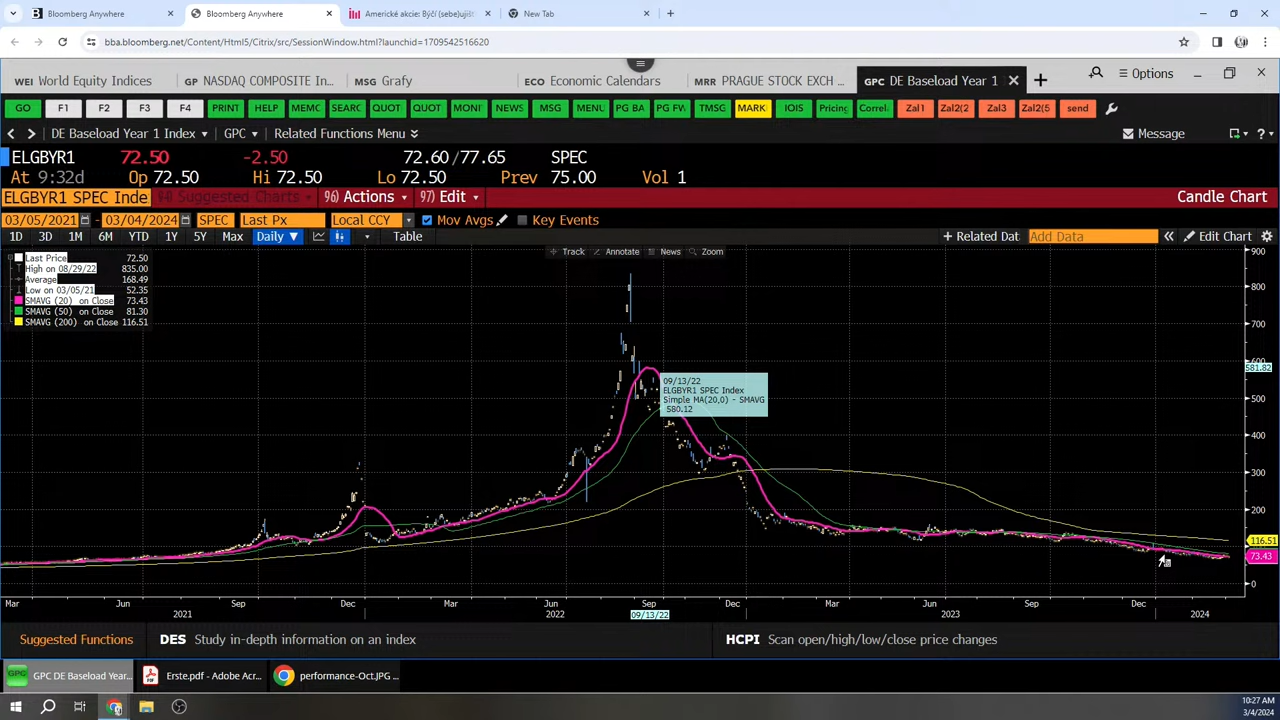 Bloomberg Anywhere
Bloomberg Anywhere
Americké akcie: Býčí (sebe)ujišt
New Tab
bba.bloomberg.net/Content/Html5/Citrix/src/SessionWindow.html?launchid=1709542516620
WEI World Equity Indices
GP NASDAQ COMPOSITE In...
MSG Grafy
ECO Economic Calendars
MRR PRAGUE STOCK EXCH ...
GPC DE Baseload Year 1
Options
GO F1 F2 F3 F4 PRINT HELP MEMC SEARC QUOT QUOT MONI NEWS MSG MENU PG BA PG FW TMSG MARK IOIS Pricing Correl Zal1 Zal2(2 Zal3 Zal2(5 send
DE Baseload Year 1 Index GPC Related Functions Menu Message
ELGBYR1 72.50 -2.50 72.60/77.65 SPEC
At 9:32d Op 72.50 Hi 72.50 Lo 72.50 Prev 75.00 Vol 1
ELGBYR1 SPEC Inde 94) Suggested Charts 96) Actions 97) Edit Candle Chart
03/05/2021 - 03/04/2024 SPEC Last Px Local CCY Mov Avgs Key Events
1D 3D 1M 6M YTD 1Y 5Y Max Daily ▼ Table + Related Dat Add Data Edit Chart
Track Annotate News Zoom
Last Price 72.50
High on 08/29/22 835.00
Average 168.49
Low on 03/05/21 52.35
SMAVG (20) on Close 73.43
SMAVG (50) on Close 81.30
SMAVG (200) on Close 116.51
900
800
700
600
581.82
500
400
300
200
116.51
73.43
0
09/13/22
ELGBYR1 SPEC Index
Simple MA(20,0) - SMAVG
580.12
Mar Jun Sep Dec Mar Jun Sep Dec Mar Jun Sep Dec Mar
2021 2022 09/13/22 2023 2024
Suggested Functions DES Study in-depth information on an index HCPI Scan open/high/low/close price changes
GPC GPC DE Baseload Year... Erste.pdf - Adobe Acr... performance-Oct.JPG ...
10:27 AM
3/4/2024